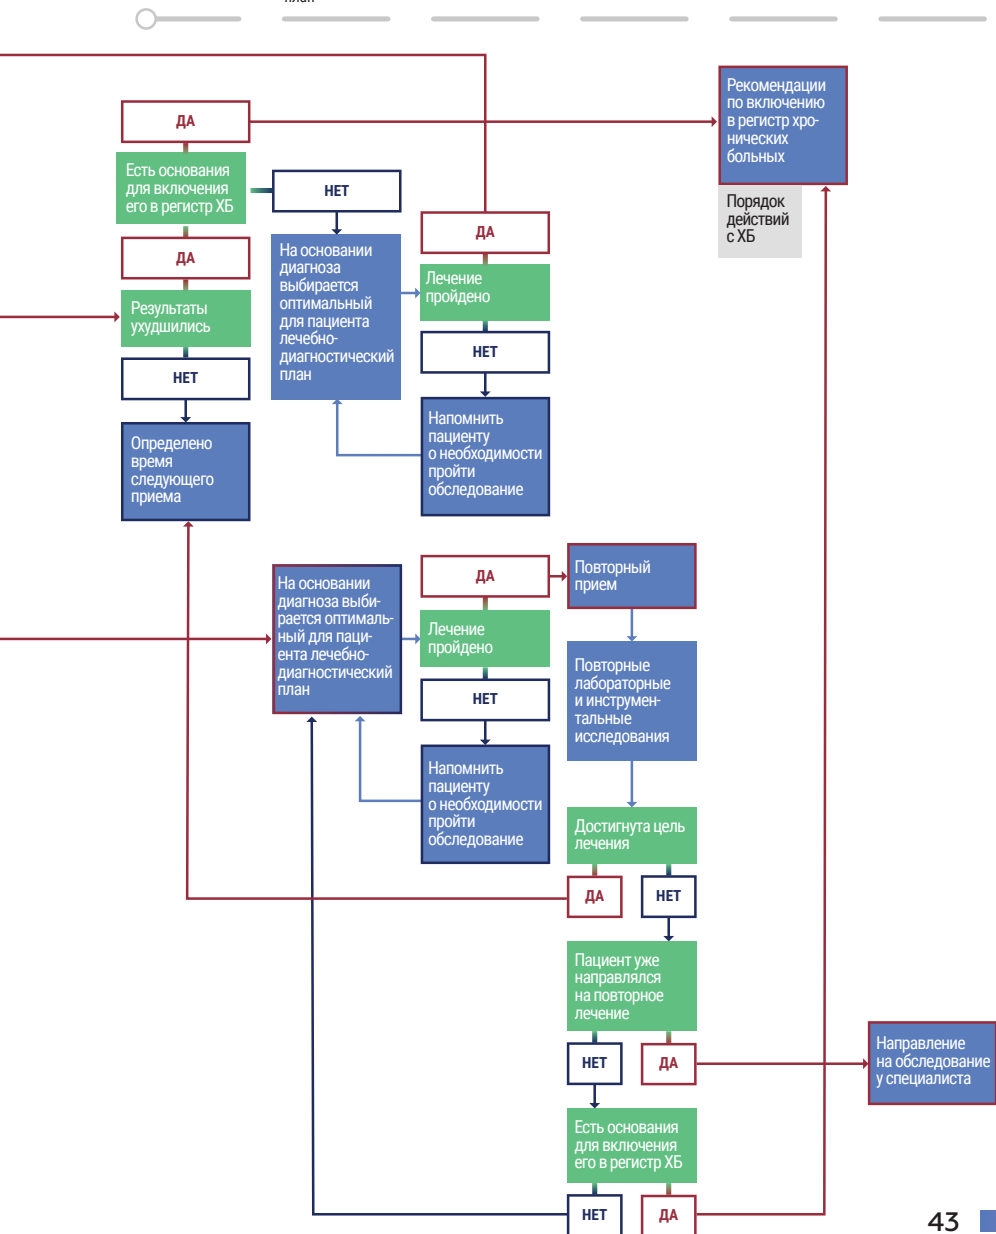 план
ДА
Есть основания
для включения
его в регистр ХБ
ДА
Результаты
ухудшились
НЕТ
Определено
время
следующего
приема
НЕТ
На основании
диагноза
выбирается
оптимальный
для пациента
лечебно-
диагностический
план
ДА
Лечение
пройдено
НЕТ
Напомнить
пациенту
о необходимости
пройти
обследование
Рекомендации
по включению
в регистр хро-
нических
больных
Порядок
действий
с ХБ
На основании
диагноза выби-
рается оптималь-
ный для паци-
ента лечебно-
диагностический
план
ДА
Лечение
пройдено
НЕТ
Напомнить
пациенту
о необходимости
пройти
обследование
Повторный
прием
Повторные
лабораторные
и инструмен-
тальные
исследования
Достигнута цель
лечения
ДА
НЕТ
Пациент уже
направлялся
на повторное
лечение
НЕТ
ДА
Направление
на обследование
у специалиста
Есть основания
для включения
его в регистр ХБ
НЕТ
ДА
43